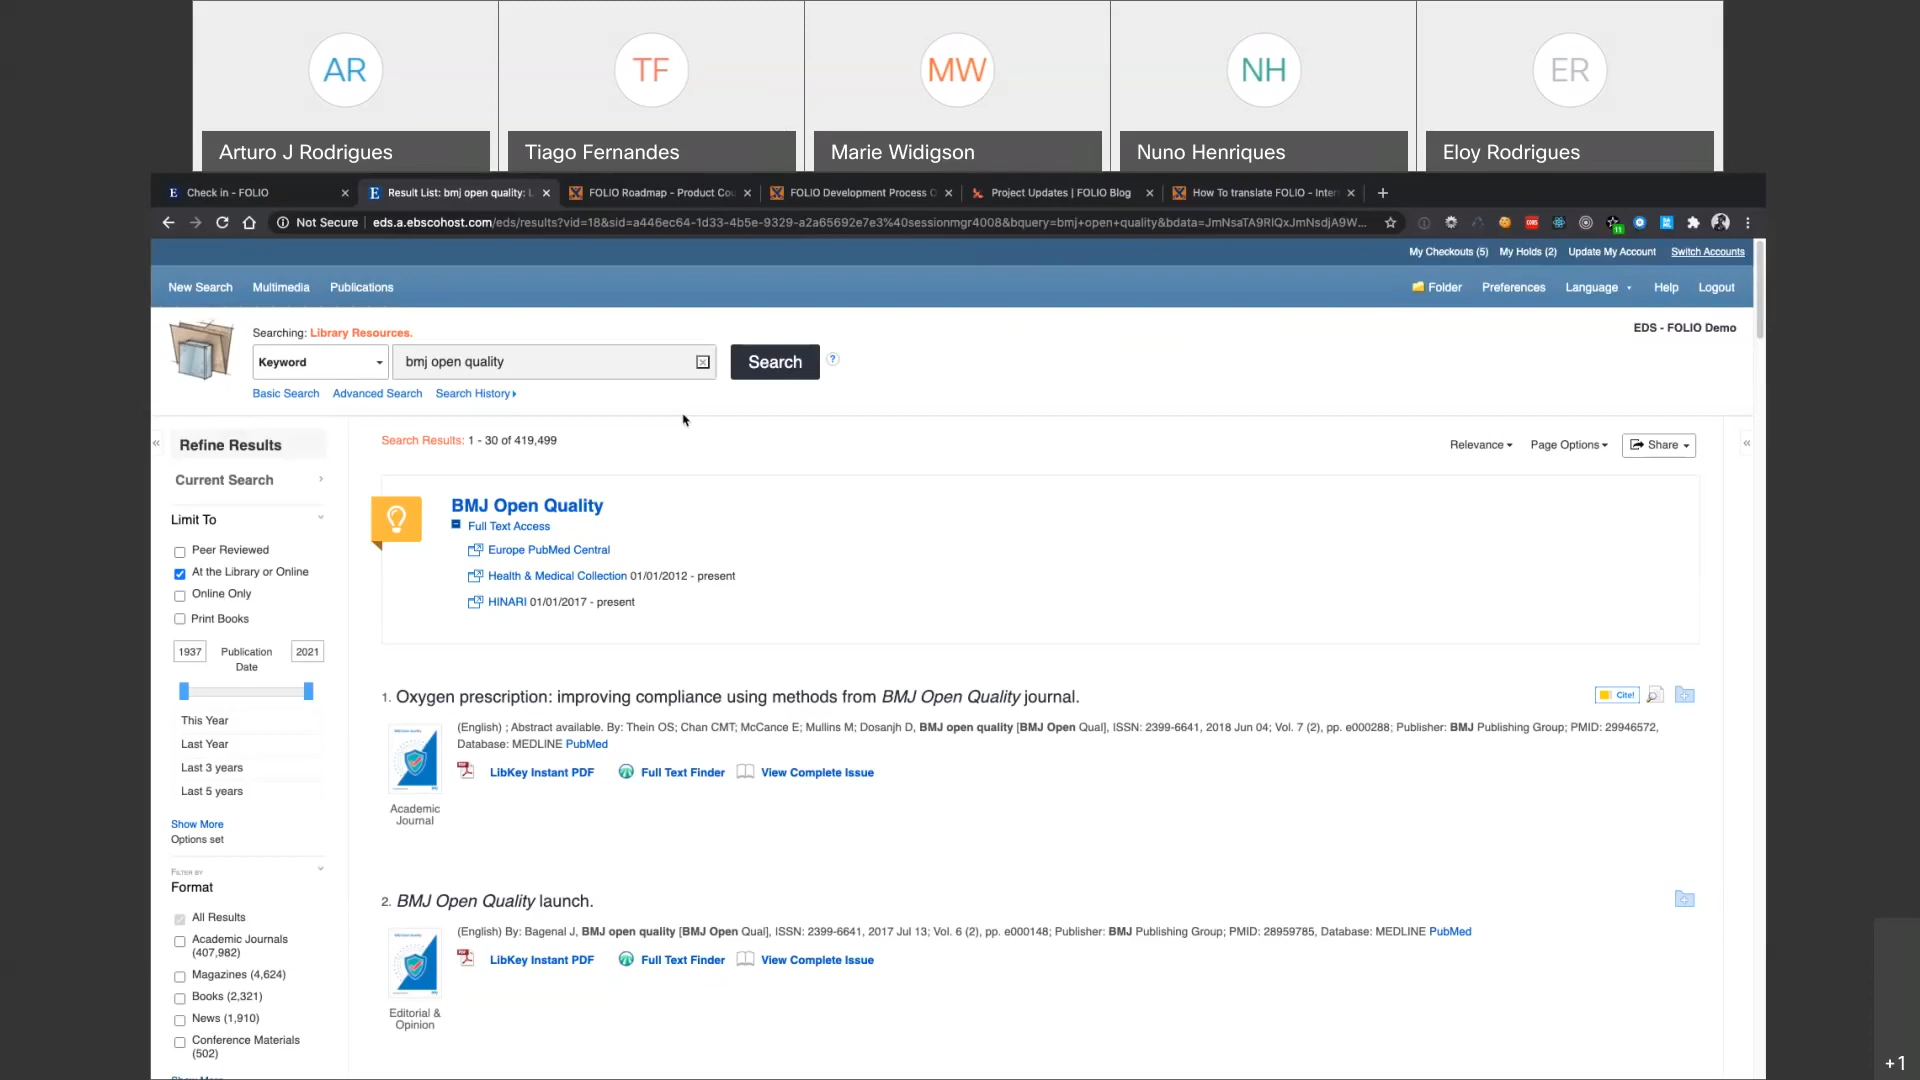 AR
TF
MW
NH
ER
Arturo J Rodrigues
Tiago Fernandes
Marie Widigson
Nuno Henriques
Eloy Rodrigues
Check in - FOLIO
Result List: bmj open quality:
FOLIO Roadmap - Product Cou
FOLIO Development Process O
Project Updates | FOLIO Blog
How To translate FOLIO - Inter
Not Secure
eds.a.ebscohost.com/eds/results?vid=18&sid=a446ec64-1d33-4b5e-9329-a2a65692e7e3%40sessionmgr4008&bquery=bmj+open+quality&bdata=JmNsaTA9RlQxJmNsdjA9W...
11
My Checkouts (5) My Holds (2) Update My Account Switch Accounts
New Search Multimedia Publications
Folder Preferences Language Help Logout
Searching: Library Resources.
EDS - FOLIO Demo
Keyword
bmj open quality
Search
?
Basic Search Advanced Search Search History
Refine Results
Current Search
Limit To
Peer Reviewed
At the Library or Online
Online Only
Print Books
1937
Publication
Date
2021
This Year
Last Year
Last 3 years
Last 5 years
Show More
Options set
Filter by
Format
All Results
Academic Journals
(407,982)
Magazines (4,624)
Books (2,321)
News (1,910)
Conference Materials
(502)
Show More
Search Results: 1 - 30 of 419,499
Relevance Page Options Share
BMJ Open Quality
Full Text Access
Europe PubMed Central
Health & Medical Collection 01/01/2012 - present
HINARI 01/01/2017 - present
1. Oxygen prescription: improving compliance using methods from BMJ Open Quality journal.
Cite!
(English) ; Abstract available. By: Thein OS; Chan CMT; McCance E; Mullins M; Dosanjh D, BMJ open quality [BMJ Open Qual], ISSN: 2399-6641, 2018 Jun 04; Vol. 7 (2), pp. e000288; Publisher: BMJ Publishing Group; PMID: 29946572,
Database: MEDLINE PubMed
LibKey Instant PDF Full Text Finder View Complete Issue
Academic
Journal
2. BMJ Open Quality launch.
(English) By: Bagenal J, BMJ open quality [BMJ Open Qual], ISSN: 2399-6641, 2017 Jul 13; Vol. 6 (2), pp. e000148; Publisher: BMJ Publishing Group; PMID: 28959785, Database: MEDLINE PubMed
LibKey Instant PDF Full Text Finder View Complete Issue
Editorial &
Opinion
+1